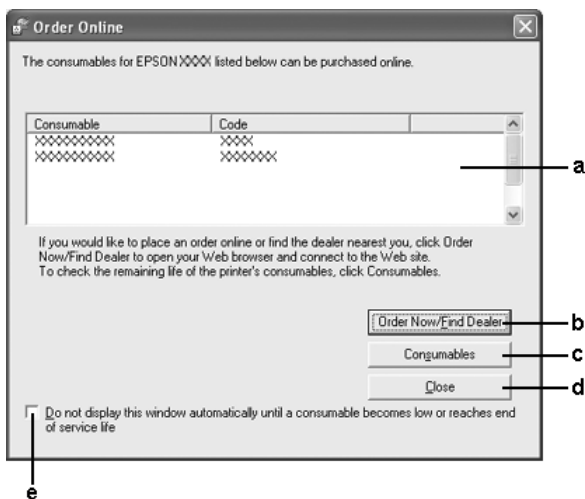 Order Online
The consumables for EPSON XXXX listed below can be purchased online.
Consumable Code
XXXXXXXXXX XXXX
XXXXXXXXXX XXXXXXX
a
If you would like to place an order online or find the dealer nearest you, click Order
Now/Find Dealer to open your Web browser and connect to the Web site.
To check the remaining life of the printer's consumables, click Consumables.
Order Now/Find Dealer
b
Consumables
c
Close
d
Do not display this window automatically until a consumable becomes low or reaches end
of service life
e